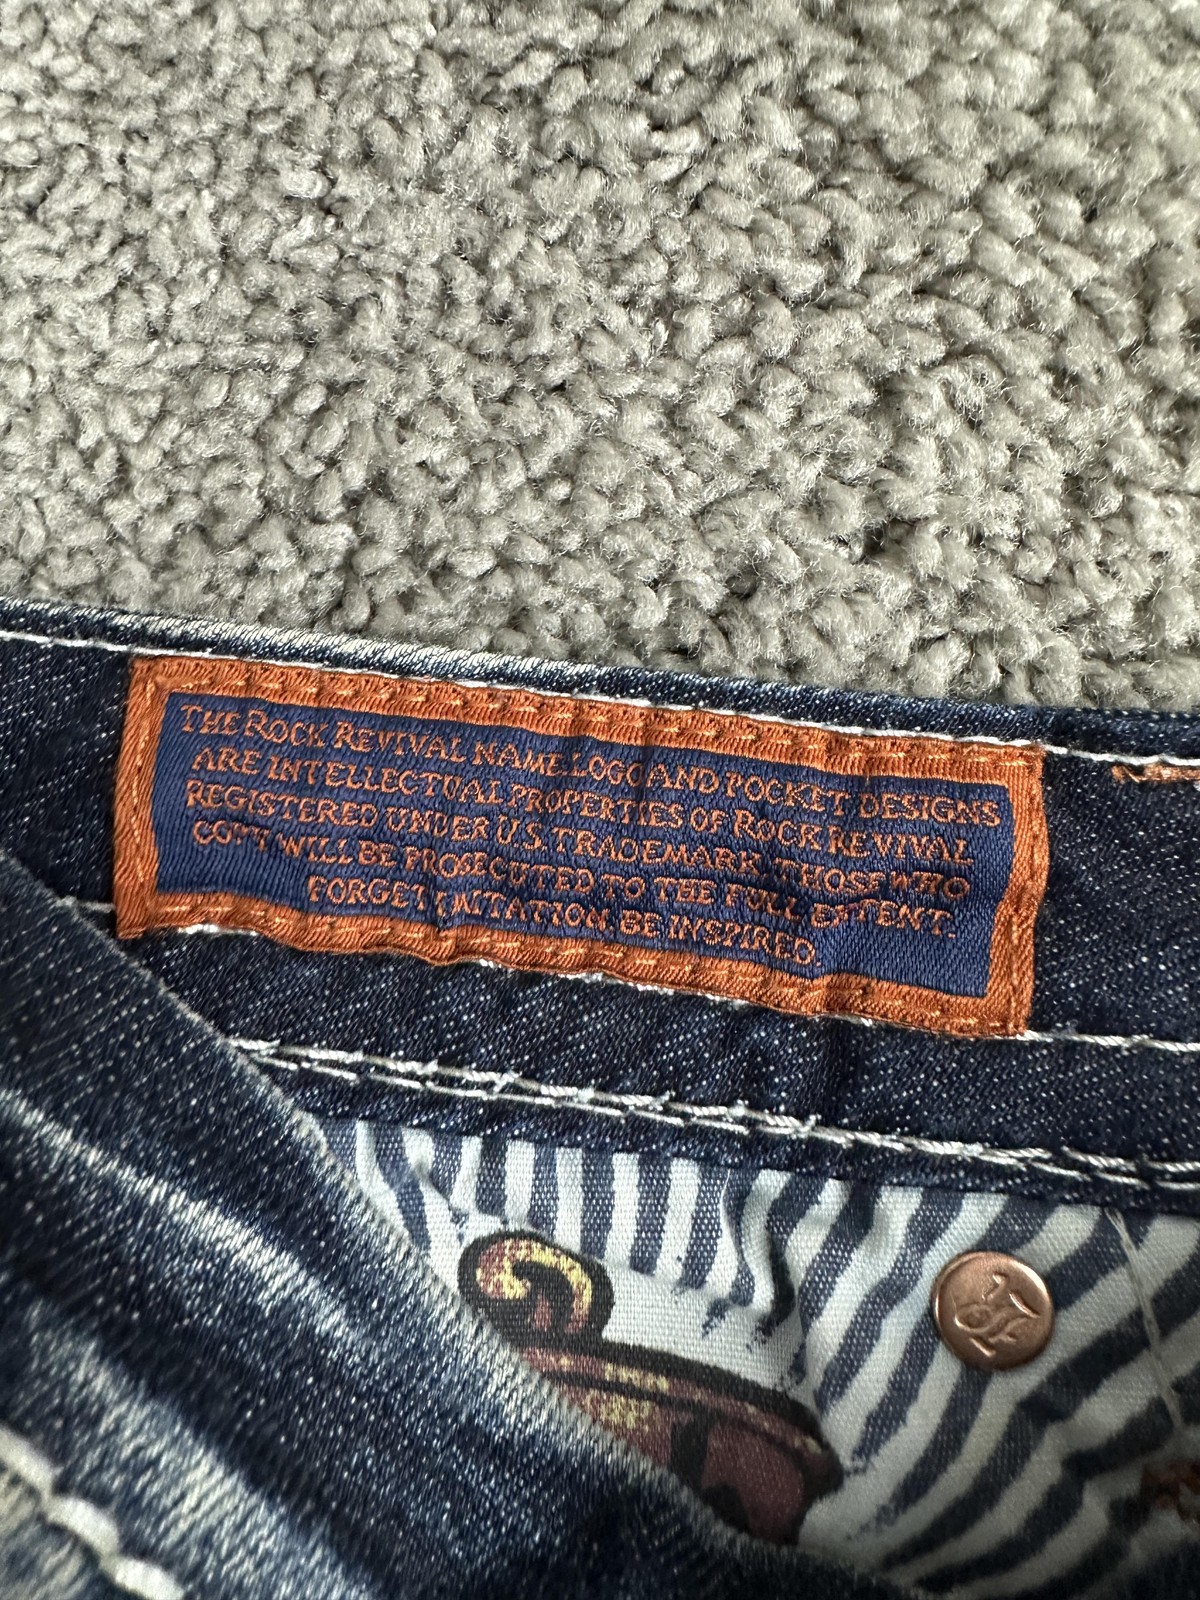 THE ROCK REVIVAL NAME, LOGO AND POCKET DESIGNS
ARE INTELLECTUAL PROPERTIES OF ROCK REVIVAL
REGISTERED UNDER U.S. TRADEMARK. THOSE WHO
COPY WILL BE PROSECUTED TO THE FULL EXTENT.
FORGET IMITATION, BE INSPIRED.